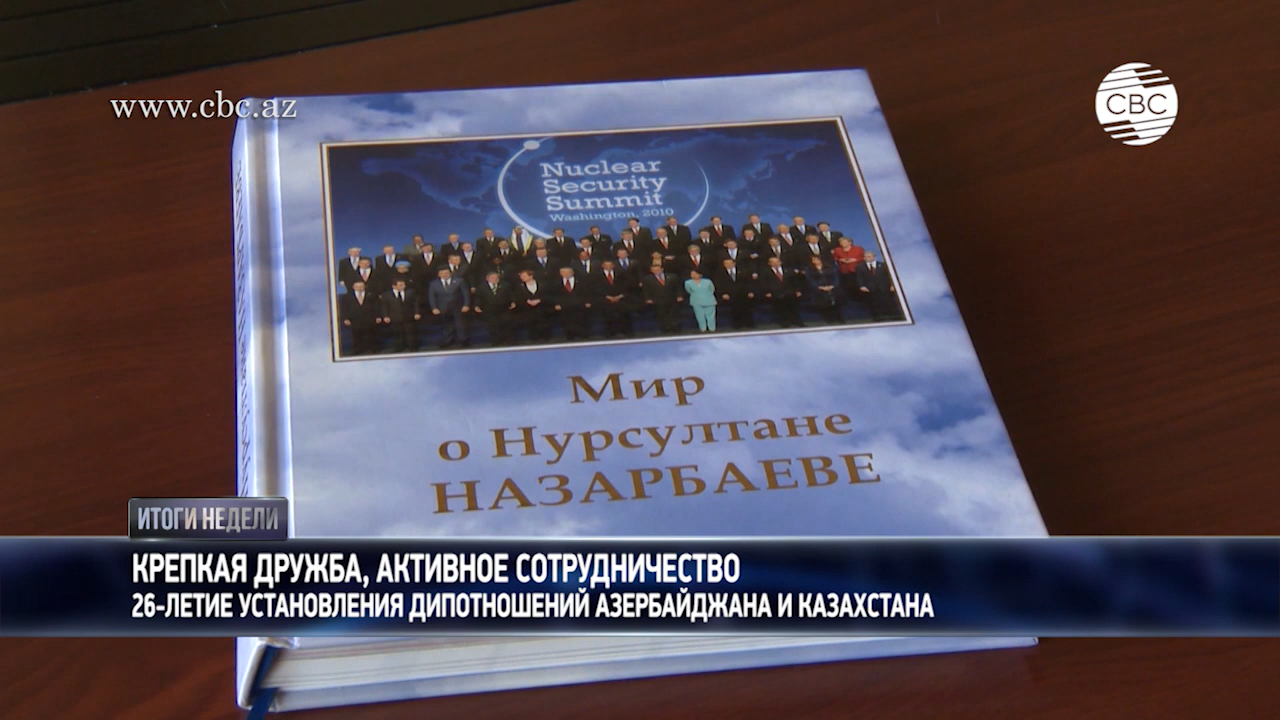 www.cbc.az
CBC
Nuclear
Security
Summit
Washington, 2010
Мир
о Нурсултане
НАЗАРБАЕВЕ
ИТОГИ НЕДЕЛИ
КРЕПКАЯ ДРУЖБА, АКТИВНОЕ СОТРУДНИЧЕСТВО
26-ЛЕТИЕ УСТАНОВЛЕНИЯ ДИПОТНОШЕНИЙ АЗЕРБАЙДЖАНА И КАЗАХСТАНА